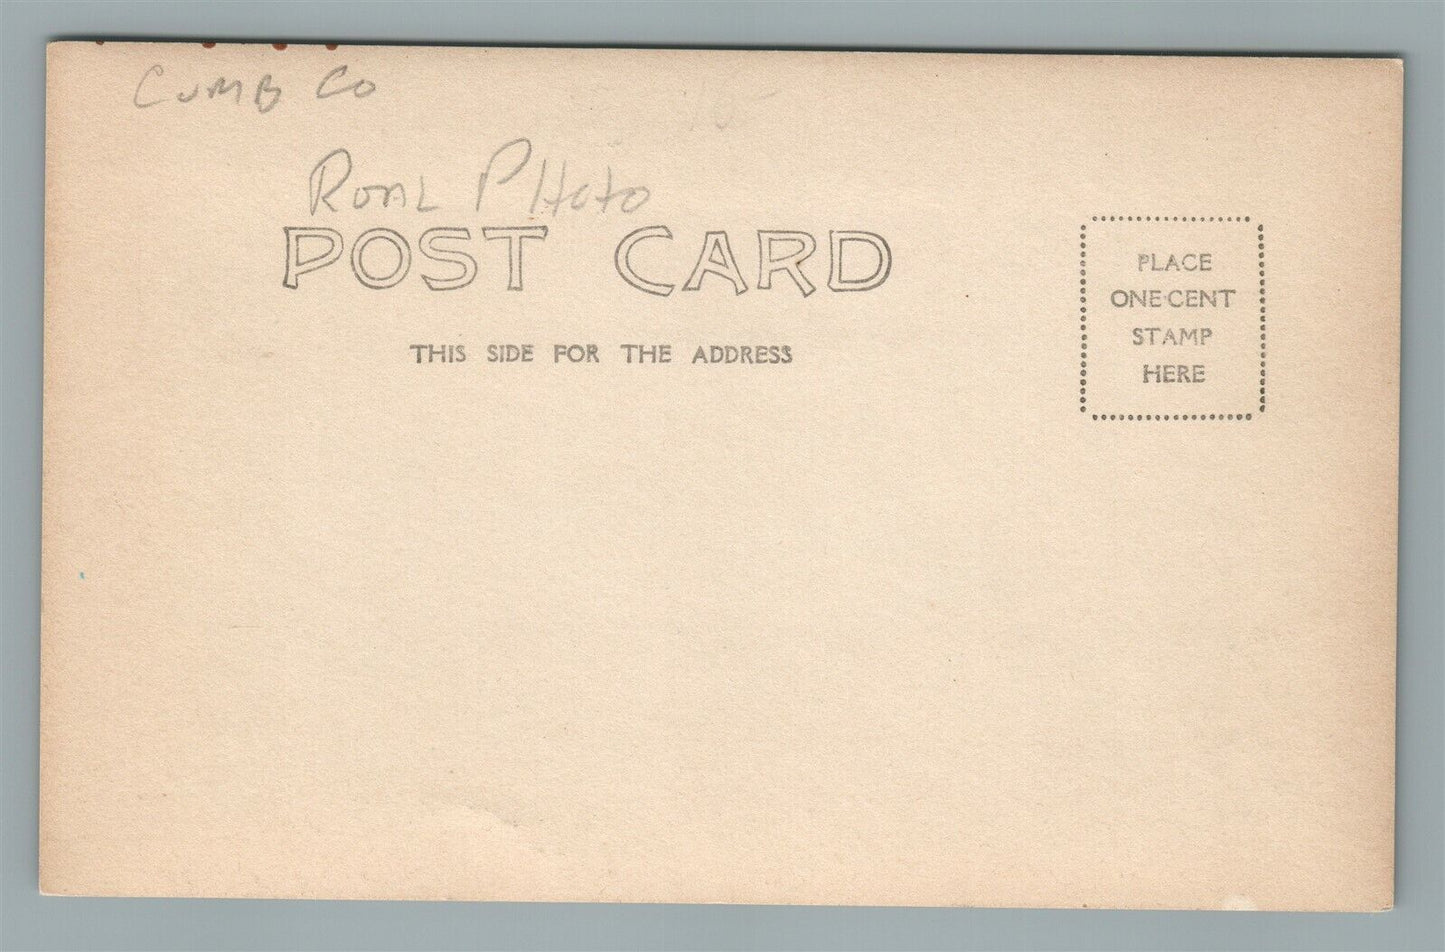 CUMB CO
REAL PHOTO
POST CARD
THIS SIDE FOR THE ADDRESS
PLACE
ONE CENT
STAMP
HERE